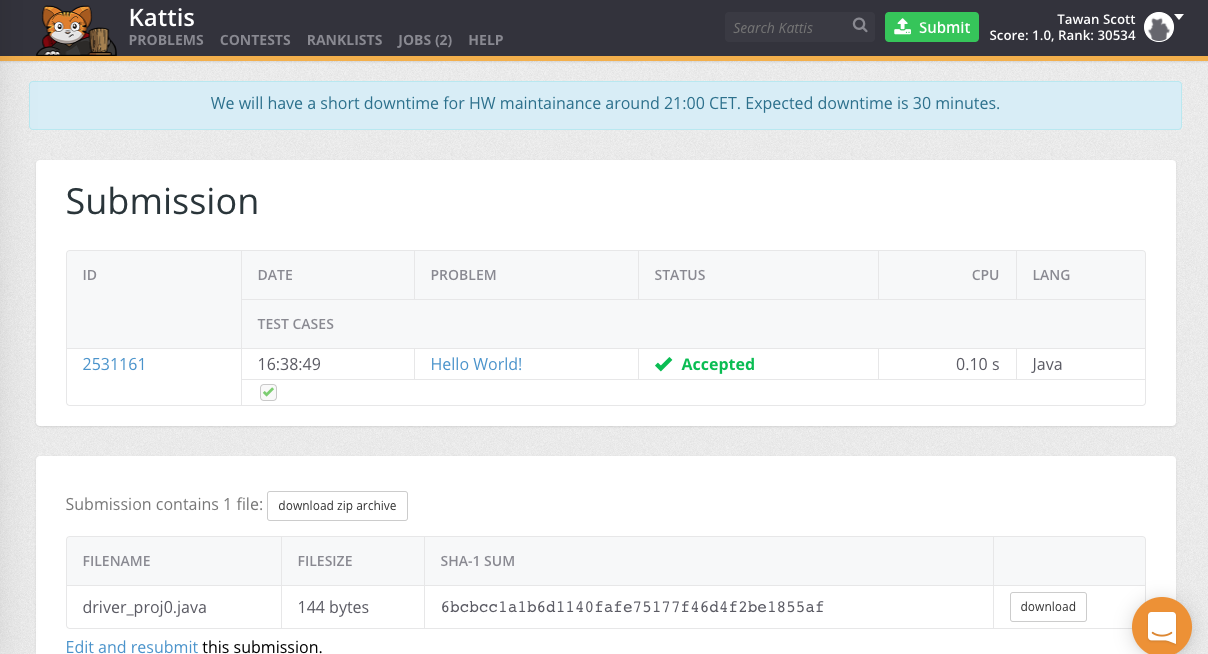 Kattis
PROBLEMS CONTESTS RANKLISTS JOBS (2) HELP
Search Kattis
Submit
Tawan Scott
Score: 1.0, Rank: 30534
We will have a short downtime for HW maintainance around 21:00 CET. Expected downtime is 30 minutes.
Submission
ID DATE PROBLEM STATUS CPU LANG
TEST CASES
2531161 16:38:49 Hello World! Accepted 0.10 s Java
Submission contains 1 file: download zip archive
FILENAME FILESIZE SHA-1 SUM
driver_proj0.java 144 bytes 6bcbcc1a1b6d1140fafe75177f46d4f2be1855af download
Edit and resubmit this submission.